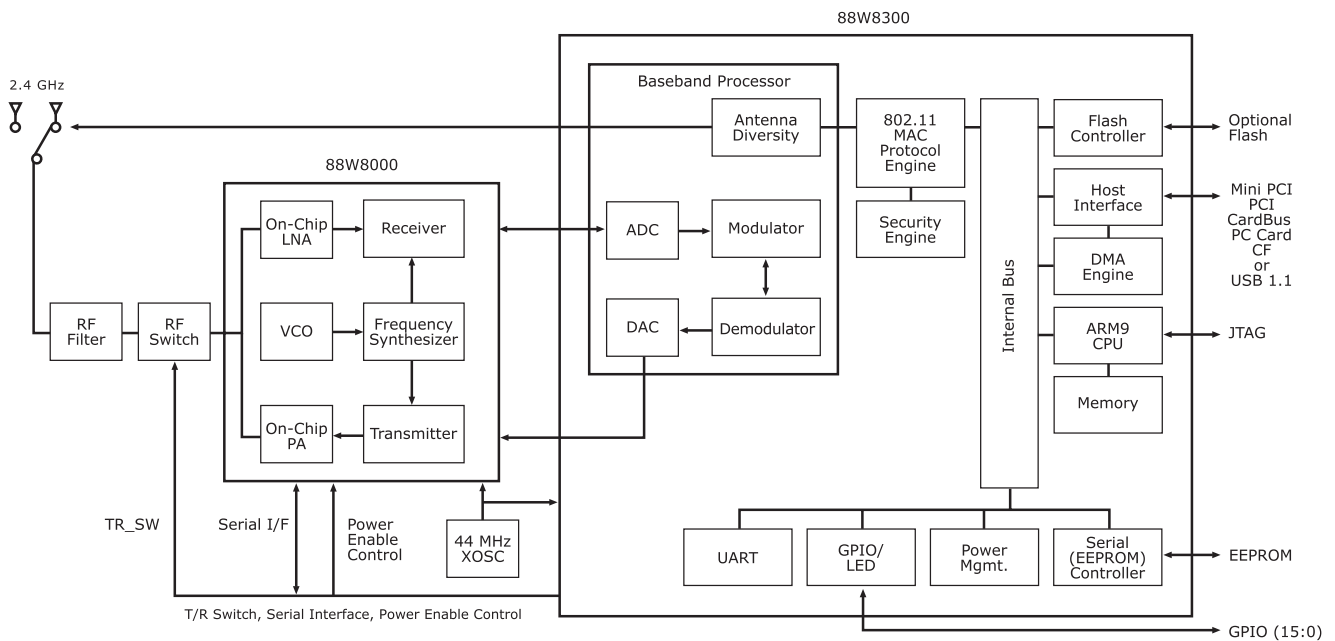 88W8300
2.4 GHz
Baseband Processor
Antenna
Diversity
802.11
MAC
Protocol
Engine
Flash
Controller
Optional
Flash
88W8000
On-Chip
LNA
Receiver
ADC
Modulator
Security
Engine
Host
Interface
Mini PCI
PCI
CardBus
PC Card
CF
or
USB 1.1
DMA
Engine
Internal Bus
RF
Filter
RF
Switch
VCO
Frequency
Synthesizer
DAC
Demodulator
ARM9
CPU
JTAG
Memory
On-Chip
PA
Transmitter
TR_SW
Serial I/F
Power
Enable
Control
44 MHz
XOSC
UART
GPIO/
LED
Power
Mgmt.
Serial
(EEPROM)
Controller
EEPROM
T/R Switch, Serial Interface, Power Enable Control
GPIO (15:0)